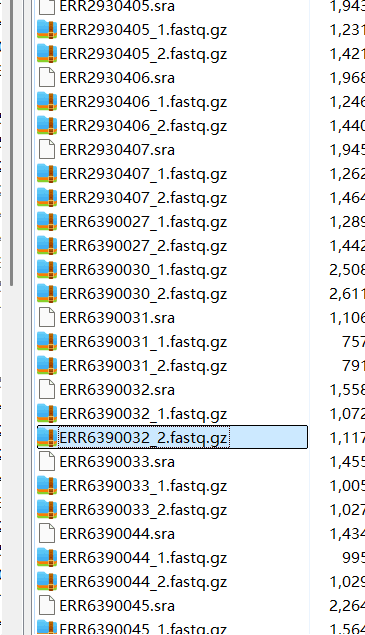 ERR2930405.sra 1,943
ERR2930405_1.fastq.gz 1,231
ERR2930405_2.fastq.gz 1,421
ERR2930406.sra 1,968
ERR2930406_1.fastq.gz 1,246
ERR2930406_2.fastq.gz 1,440
ERR2930407.sra 1,945
ERR2930407_1.fastq.gz 1,262
ERR2930407_2.fastq.gz 1,464
ERR6390027_1.fastq.gz 1,289
ERR6390027_2.fastq.gz 1,442
ERR6390030_1.fastq.gz 2,508
ERR6390030_2.fastq.gz 2,611
ERR6390031.sra 1,106
ERR6390031_1.fastq.gz 757
ERR6390031_2.fastq.gz 791
ERR6390032.sra 1,558
ERR6390032_1.fastq.gz 1,072
ERR6390032_2.fastq.gz 1,117
ERR6390033.sra 1,455
ERR6390033_1.fastq.gz 1,005
ERR6390033_2.fastq.gz 1,027
ERR6390044.sra 1,434
ERR6390044_1.fastq.gz 995
ERR6390044_2.fastq.gz 1,029
ERR6390045.sra 2,264
ERR6390045_1.fastq.gz 1,564